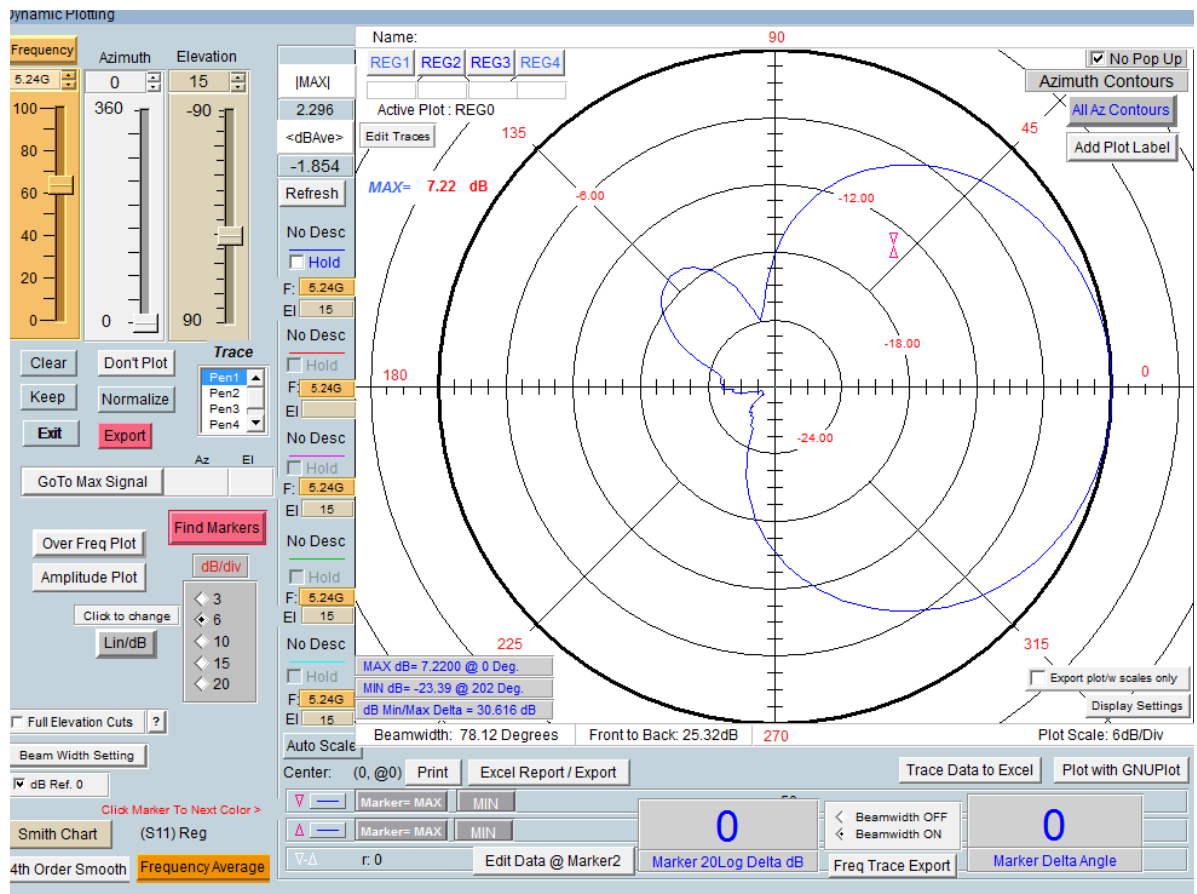 Dynamic Plotting
Frequency
Azimuth
Elevation
5.24G
0
15
100
80
60
40
20
0
360
0
-90
90
Clear
Don't Plot
Trace
Keep
Normalize
Pen1
Pen2
Pen3
Pen4
Exit
Export
Az El
GoTo Max Signal
Find Markers
Over Freq Plot
Amplitude Plot
dB/div
3
6
10
15
20
Click to change
Lin/dB
Full Elevation Cuts ?
Beam Width Setting
dB Ref. 0
Click Marker To Next Color >
Smith Chart (S11) Reg
4th Order Smooth Frequency Average
|MAX|
2.296
<dBAve>
-1.854
Refresh
No Desc
Hold
F: 5.24G
El 15
No Desc
Hold
F: 5.24G
El
No Desc
Hold
F: 5.24G
El 15
No Desc
Hold
F: 5.24G
El 15
No Desc
Hold
F: 5.24G
El 15
Auto Scale
Name:
REG1 REG2 REG3 REG4
Active Plot : REG0
Edit Traces
MAX= 7.22 dB
90
No Pop Up
Azimuth Contours
All Az Contours
Add Plot Label
135
45
-6.00
-12.00
-18.00
180
0
-24.00
225
315
MAX dB= 7.2200 @ 0 Deg.
MIN dB= -23.39 @ 202 Deg.
dB Min/Max Delta = 30.616 dB
Export plot/w scales only
Display Settings
Beamwidth: 78.12 Degrees Front to Back: 25.32dB 270 Plot Scale: 6dB/Div
Center: (0, @0) Print Excel Report / Export Trace Data to Excel Plot with GNUPlot
Marker= MAX MIN
Marker= MAX MIN
r: 0 Edit Data @ Marker2
0
Marker 20Log Delta dB
Beamwidth OFF
Beamwidth ON
Freq Trace Export
0
Marker Delta Angle